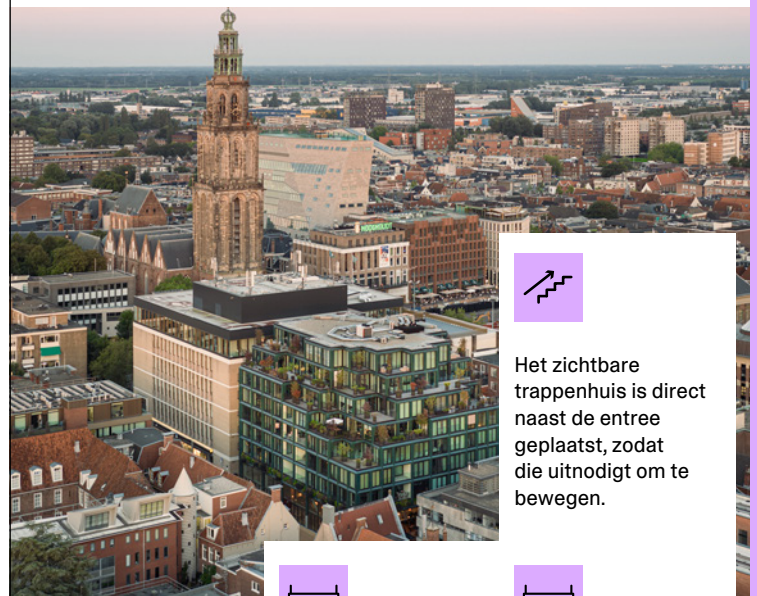 Het zichtbare
trappenhuis is direct
naast de entree
geplaatst, zodat
die uitnodigt om te
bewegen.